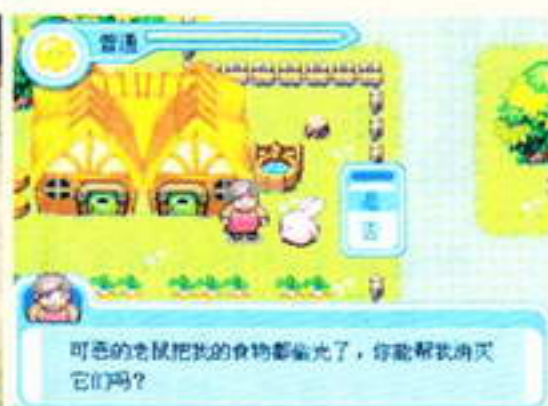 普通
是
否
可恶的老鼠把我的食物都偷光了，你能帮我消灭
它们吗？